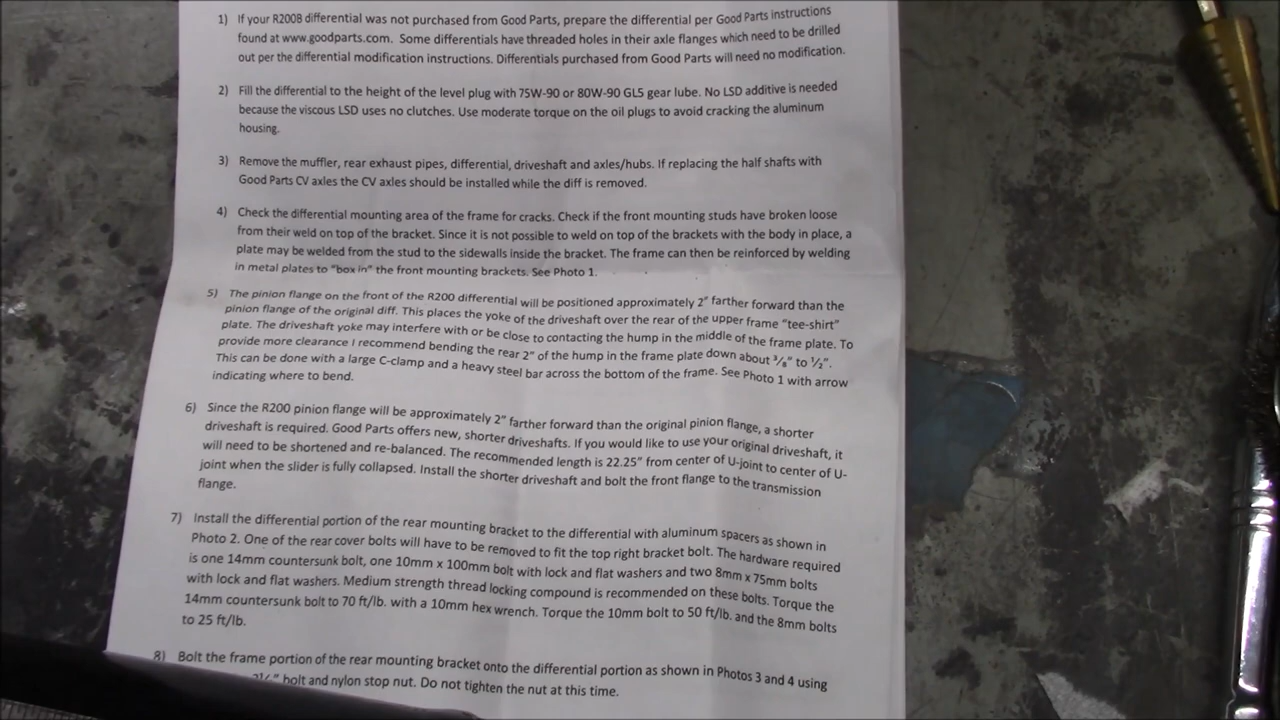 1) If your R200B differential was not purchased from Good Parts, prepare the differential per Good Parts instructions
found at www.goodparts.com. Some differentials have threaded holes in their axle flanges which need to be drilled
out per the differential modification instructions. Differentials purchased from Good Parts will need no modification.
2) Fill the differential to the height of the level plug with 75W-90 or 80W-90 GL5 gear lube. No LSD additive is needed
because the viscous LSD uses no clutches. Use moderate torque on the oil plugs to avoid cracking the aluminum
housing.
3) Remove the muffler, rear exhaust pipes, differential, driveshaft and axles/hubs. If replacing the half shafts with
Good Parts CV axles the CV axles should be installed while the diff is removed.
4) Check the differential mounting area of the frame for cracks. Check if the front mounting studs have broken loose
from their weld on top of the bracket. Since it is not possible to weld on top of the brackets with the body in place, a
plate may be welded from the stud to the sidewalls inside the bracket. The frame can then be reinforced by welding
in metal plates to "box in" the front mounting brackets. See Photo 1.
5) The pinion flange on the front of the R200 differential will be positioned approximately 2" farther forward than the
pinion flange of the original diff. This places the yoke of the driveshaft over the rear of the upper frame "tee-shirt"
plate. The driveshaft yoke may interfere with or be close to contacting the hump in the middle of the frame plate. To
provide more clearance I recommend bending the rear 2" of the hump in the frame plate down about ³/₈" to ½".
This can be done with a large C-clamp and a heavy steel bar across the bottom of the frame. See Photo 1 with arrow
indicating where to bend.
6) Since the R200 pinion flange will be approximately 2" farther forward than the original pinion flange, a shorter
driveshaft is required. Good Parts offers new, shorter driveshafts. If you would like to use your original driveshaft, it
will need to be shortened and re-balanced. The recommended length is 22.25" from center of U-joint to center of U-
joint when the slider is fully collapsed. Install the shorter driveshaft and bolt the front flange to the transmission
flange.
7) Install the differential portion of the rear mounting bracket to the differential with aluminum spacers as shown in
Photo 2. One of the rear cover bolts will have to be removed to fit the top right bracket bolt. The hardware required
is one 14mm countersunk bolt, one 10mm x 100mm bolt with lock and flat washers and two 8mm x 75mm bolts
with lock and flat washers. Medium strength thread locking compound is recommended on these bolts. Torque the
14mm countersunk bolt to 70 ft/lb. with a 10mm hex wrench. Torque the 10mm bolt to 50 ft/lb. and the 8mm bolts
to 25 ft/lb.
8) Bolt the frame portion of the rear mounting bracket onto the differential portion as shown in Photos 3 and 4 using
bolt and nylon stop nut. Do not tighten the nut at this time.